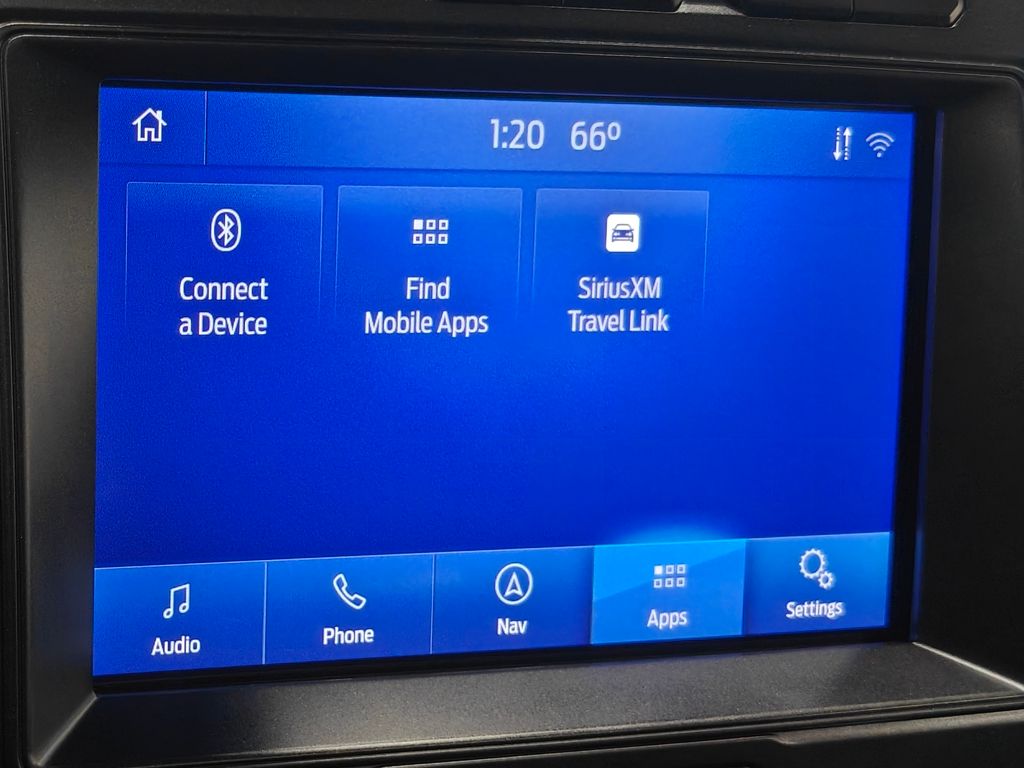 1:20 66º
Connect
a Device
Find
Mobile Apps
SiriusXM
Travel Link
Audio
Phone
Nav
Apps
Settings